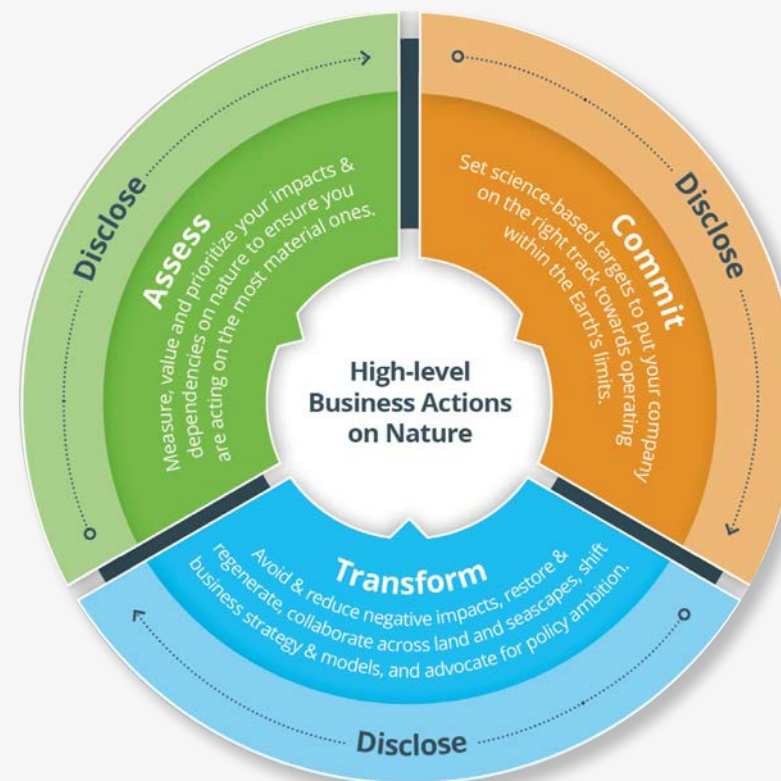 High-level
Business Actions
on Nature
Disclose
Assess
Measure, value and prioritize your impacts &
dependencies on nature to ensure you
are acting on the most material ones.
Disclose
Commit
Set science-based targets to put your company
on the right track towards operating
within the Earth's limits.
Transform
Avoid & reduce negative impacts, restore &
regenerate, collaborate across land and seascapes, shift
business strategy & models, and advocate for policy ambition.
Disclose